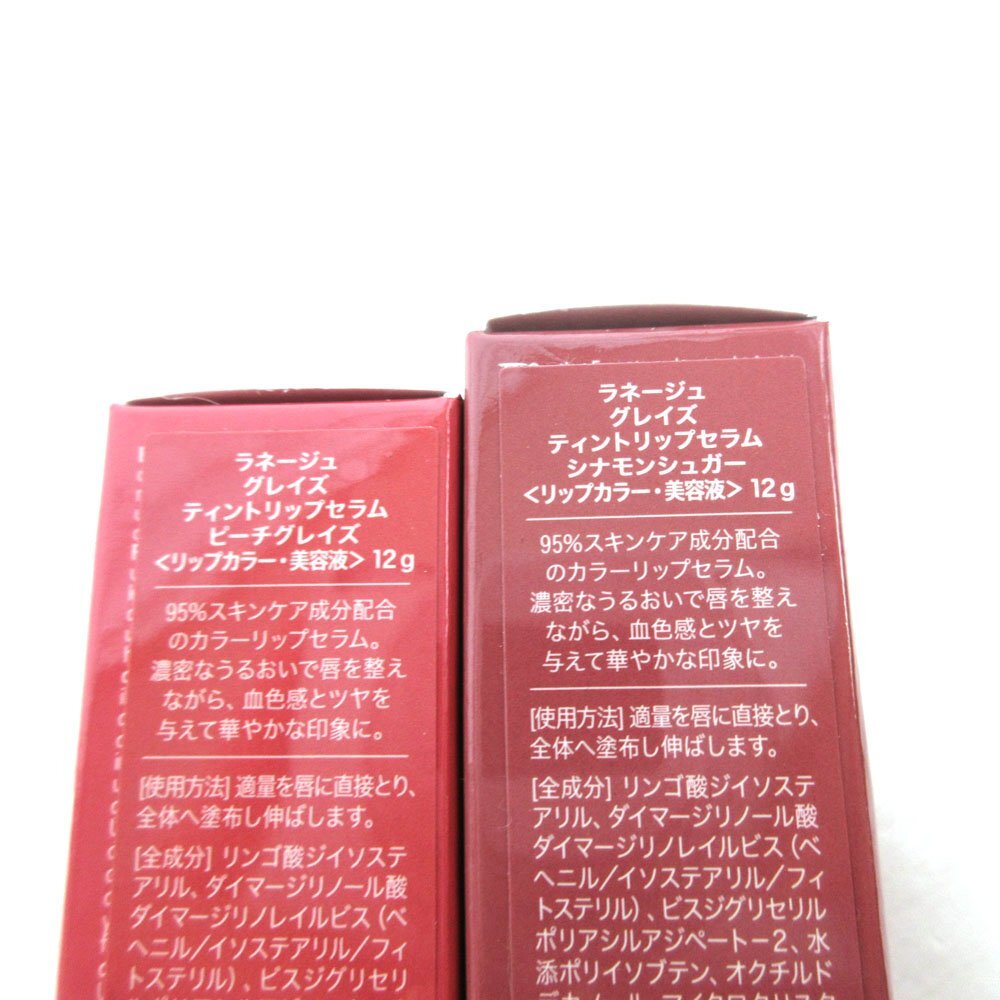 ラネージュ
グレイズ
ティントリップセラム
ピーチグレイズ
<リップカラー・美容液> 12g
95%スキンケア成分配合
のカラーリップセラム。
濃密なうるおいで唇を整え
ながら、血色感とツヤを
与えて華やかな印象に。
[使用方法] 適量を唇に直接とり、
全体へ塗布し伸ばします。
[全成分] リンゴ酸ジイソステ
アリル、ダイマージリノール酸
ダイマージリノレイルビス(ベ
ヘニル/イソステアリル/フィ
トステリル)、ビスジグリセリ
ラネージュ
グレイズ
ティントリップセラム
シナモンシュガー
<リップカラー・美容液> 12g
95%スキンケア成分配合
のカラーリップセラム。
濃密なうるおいで唇を整え
ながら、血色感とツヤを
与えて華やかな印象に。
[使用方法] 適量を唇に直接とり、
全体へ塗布し伸ばします。
[全成分] リンゴ酸ジイソステ
アリル、ダイマージリノール酸
ダイマージリノレイルビス(ベ
ヘニル/イソステアリル/フィ
トステリル)、ビスジグリセリル
ポリアシルアジペート-2、水
添ポリイソブテン、オクチルド